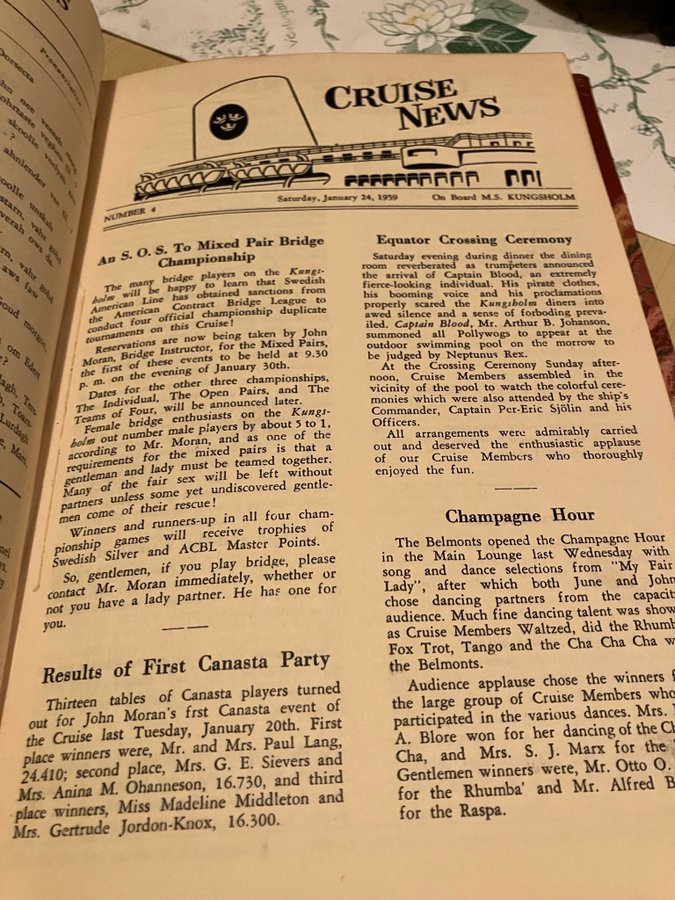 CRUISE
NEWS
NUMBER 4
Saturday, January 24, 1959
On Board M.S. KUNGSHOLM
An S. O. S. To Mixed Pair Bridge
Championship
The many bridge players on the Kungs-
holm will be happy to learn that Swedish
American Line has obtained sanctions from
the American Contract Bridge League to
conduct four official championship duplicate
tournaments on this Cruise!
Reservations are now being taken by John
Moran, Bridge Instructor, for the Mixed Pairs,
the first of these events to be held at 9.30
p. m. on the evening of January 30th.
Dates for the other three championships,
The Individual, The Open Pairs, and The
Teams of Four, will be announced later.
Female bridge enthusiasts on the Kungs-
holm out number male players by about 5 to 1,
according to Mr. Moran, and as one of the
requirements for the mixed pairs is that a
gentleman and lady must be teamed together.
Many of the fair sex will be left without
partners unless some yet undiscovered gentle-
men come of their rescue!
Winners and runners-up in all four cham-
pionship games will receive trophies of
Swedish Silver and ACBL Master Points.
So, gentlemen, if you play bridge, please
contact Mr. Moran immediately, whether or
not you have a lady partner. He has one for
you.
Results of First Canasta Party
Thirteen tables of Canasta players turned
out for John Moran's frst Canasta event of
the Cruise last Tuesday, January 20th. First
place winners were, Mr. and Mrs. Paul Lang,
24.410; second place, Mrs. G. E. Sievers and
Mrs. Anina M. Ohanneson, 16.730, and third
place winners, Miss Madeline Middleton and
Mrs. Gertrude Jordon-Knox, 16.300.
Equator Crossing Ceremony
Saturday evening during dinner the dining
room reverberated as trumpeters announced
the arrival of Captain Blood, an extremely
fierce-looking individual. His pirate clothes,
his booming voice and his proclamations
properly scared the Kungsholm diners into
awed silence and a sense of forboding preva-
iled. Captain Blood, Mr. Arthur B. Johanson,
summoned all Pollywogs to appear at the
outdoor swimming pool on the morrow to
be judged by Neptunus Rex.
At the Crossing Ceremony Sunday after-
noon, Cruise Members assembled in the
vicinity of the pool to watch the colorful cere-
monies which were also attended by the ship's
Commander, Captain Per-Eric Sjölin and his
Officers.
All arrangements were admirably carried
out and deserved the enthusiastic applause
of our Cruise Members who thoroughly
enjoyed the fun.
Champagne Hour
The Belmonts opened the Champagne Hour
in the Main Lounge last Wednesday with
song and dance selections from "My Fair
Lady", after which both June and John
chose dancing partners from the capacit
audience. Much fine dancing talent was show
as Cruise Members Waltzed, did the Rhumb
Fox Trot, Tango and the Cha Cha Cha w
the Belmonts.
Audience applause chose the winners f
the large group of Cruise Members who
participated in the various dances. Mrs.
A. Blore won for her dancing of the Ch
Cha, and Mrs. S. J. Marx for the
Gentlemen winners were, Mr. Otto O.
for the Rhumba' and Mr. Alfred B
for the Raspa.